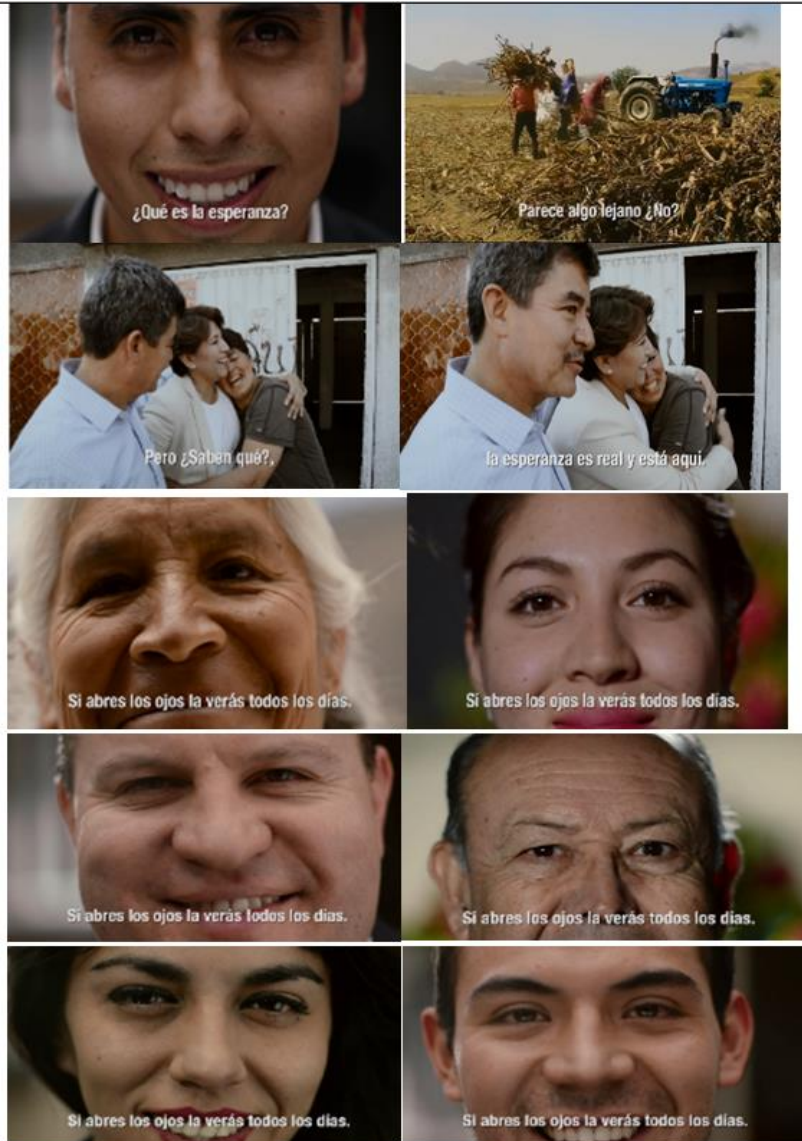 ¿Qué es la esperanza?
Parece algo lejano ¿No?
Pero ¿Saben qué?,
la esperanza es real y está aquí.
Si abres los ojos la verás todos los días.
Si abres los ojos la verás todos los días.
Si abres los ojos la verás todos los días.
Si abres los ojos la verás todos los días.
Si abres los ojos la verás todos los días.
Si abres los ojos la verás todos los días.